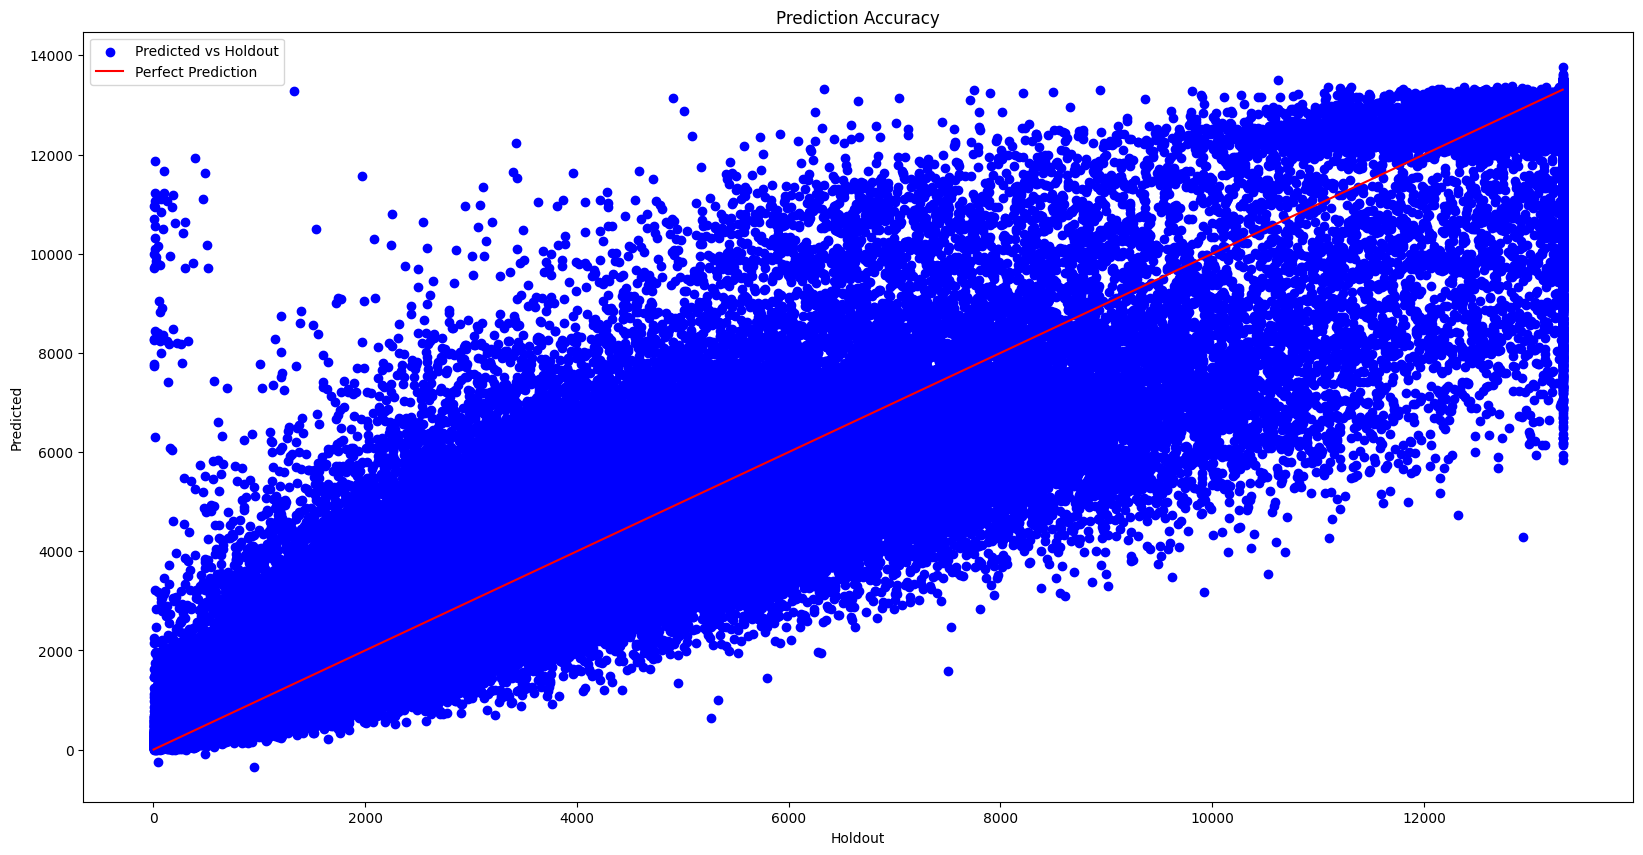 Prediction Accuracy
Predicted vs Holdout
Perfect Prediction
14000
12000
10000
8000
6000
4000
2000
0
Predicted
0 2000 4000 6000 8000 10000 12000
Holdout